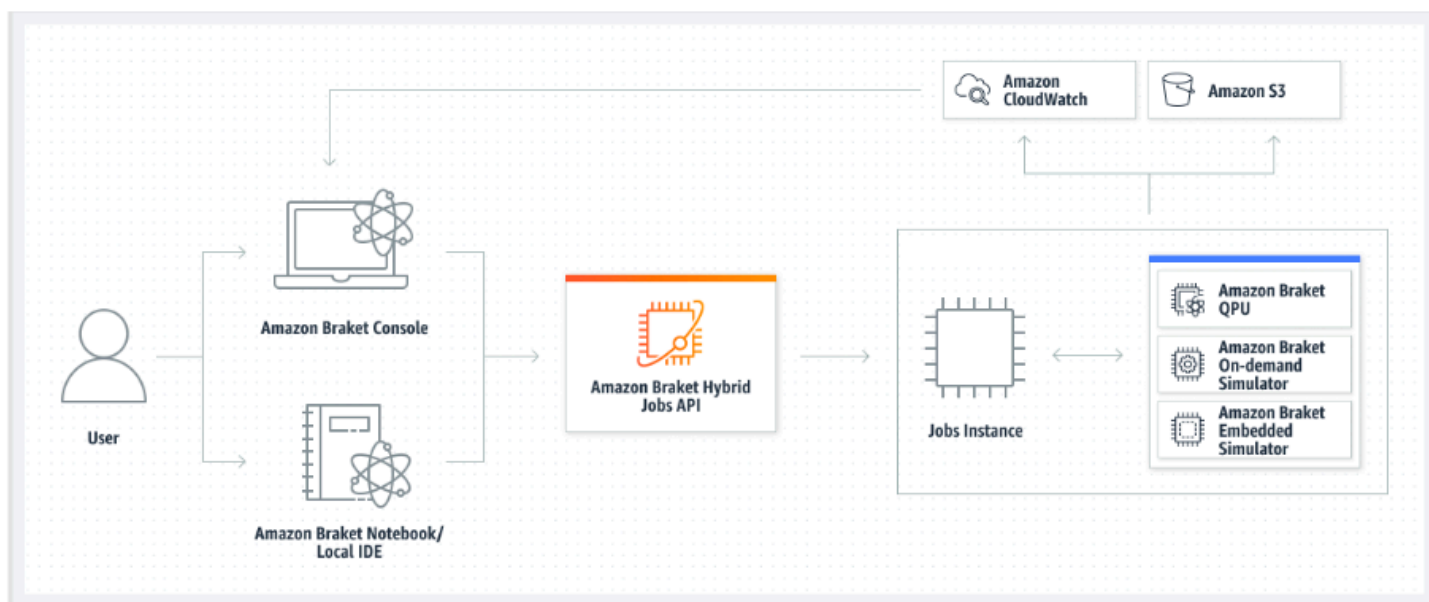 Amazon
CloudWatch
Amazon S3
Amazon Braket Console
User
Amazon Braket Notebook/
Local IDE
Amazon Braket Hybrid
Jobs API
Jobs Instance
Amazon Braket
QPU
Amazon Braket
On-demand
Simulator
Amazon Braket
Embedded
Simulator